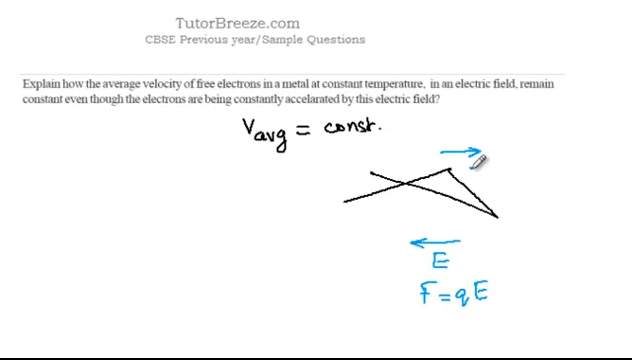 TutorBreeze.com
CBSE Previous year/Sample Questions
Explain how the average velocity of free electrons in a metal at constant temperature, in an electric field, remain
constant even though the electrons are being constantly accelarated by this electric field?
Vavg = const.
E
F = qE